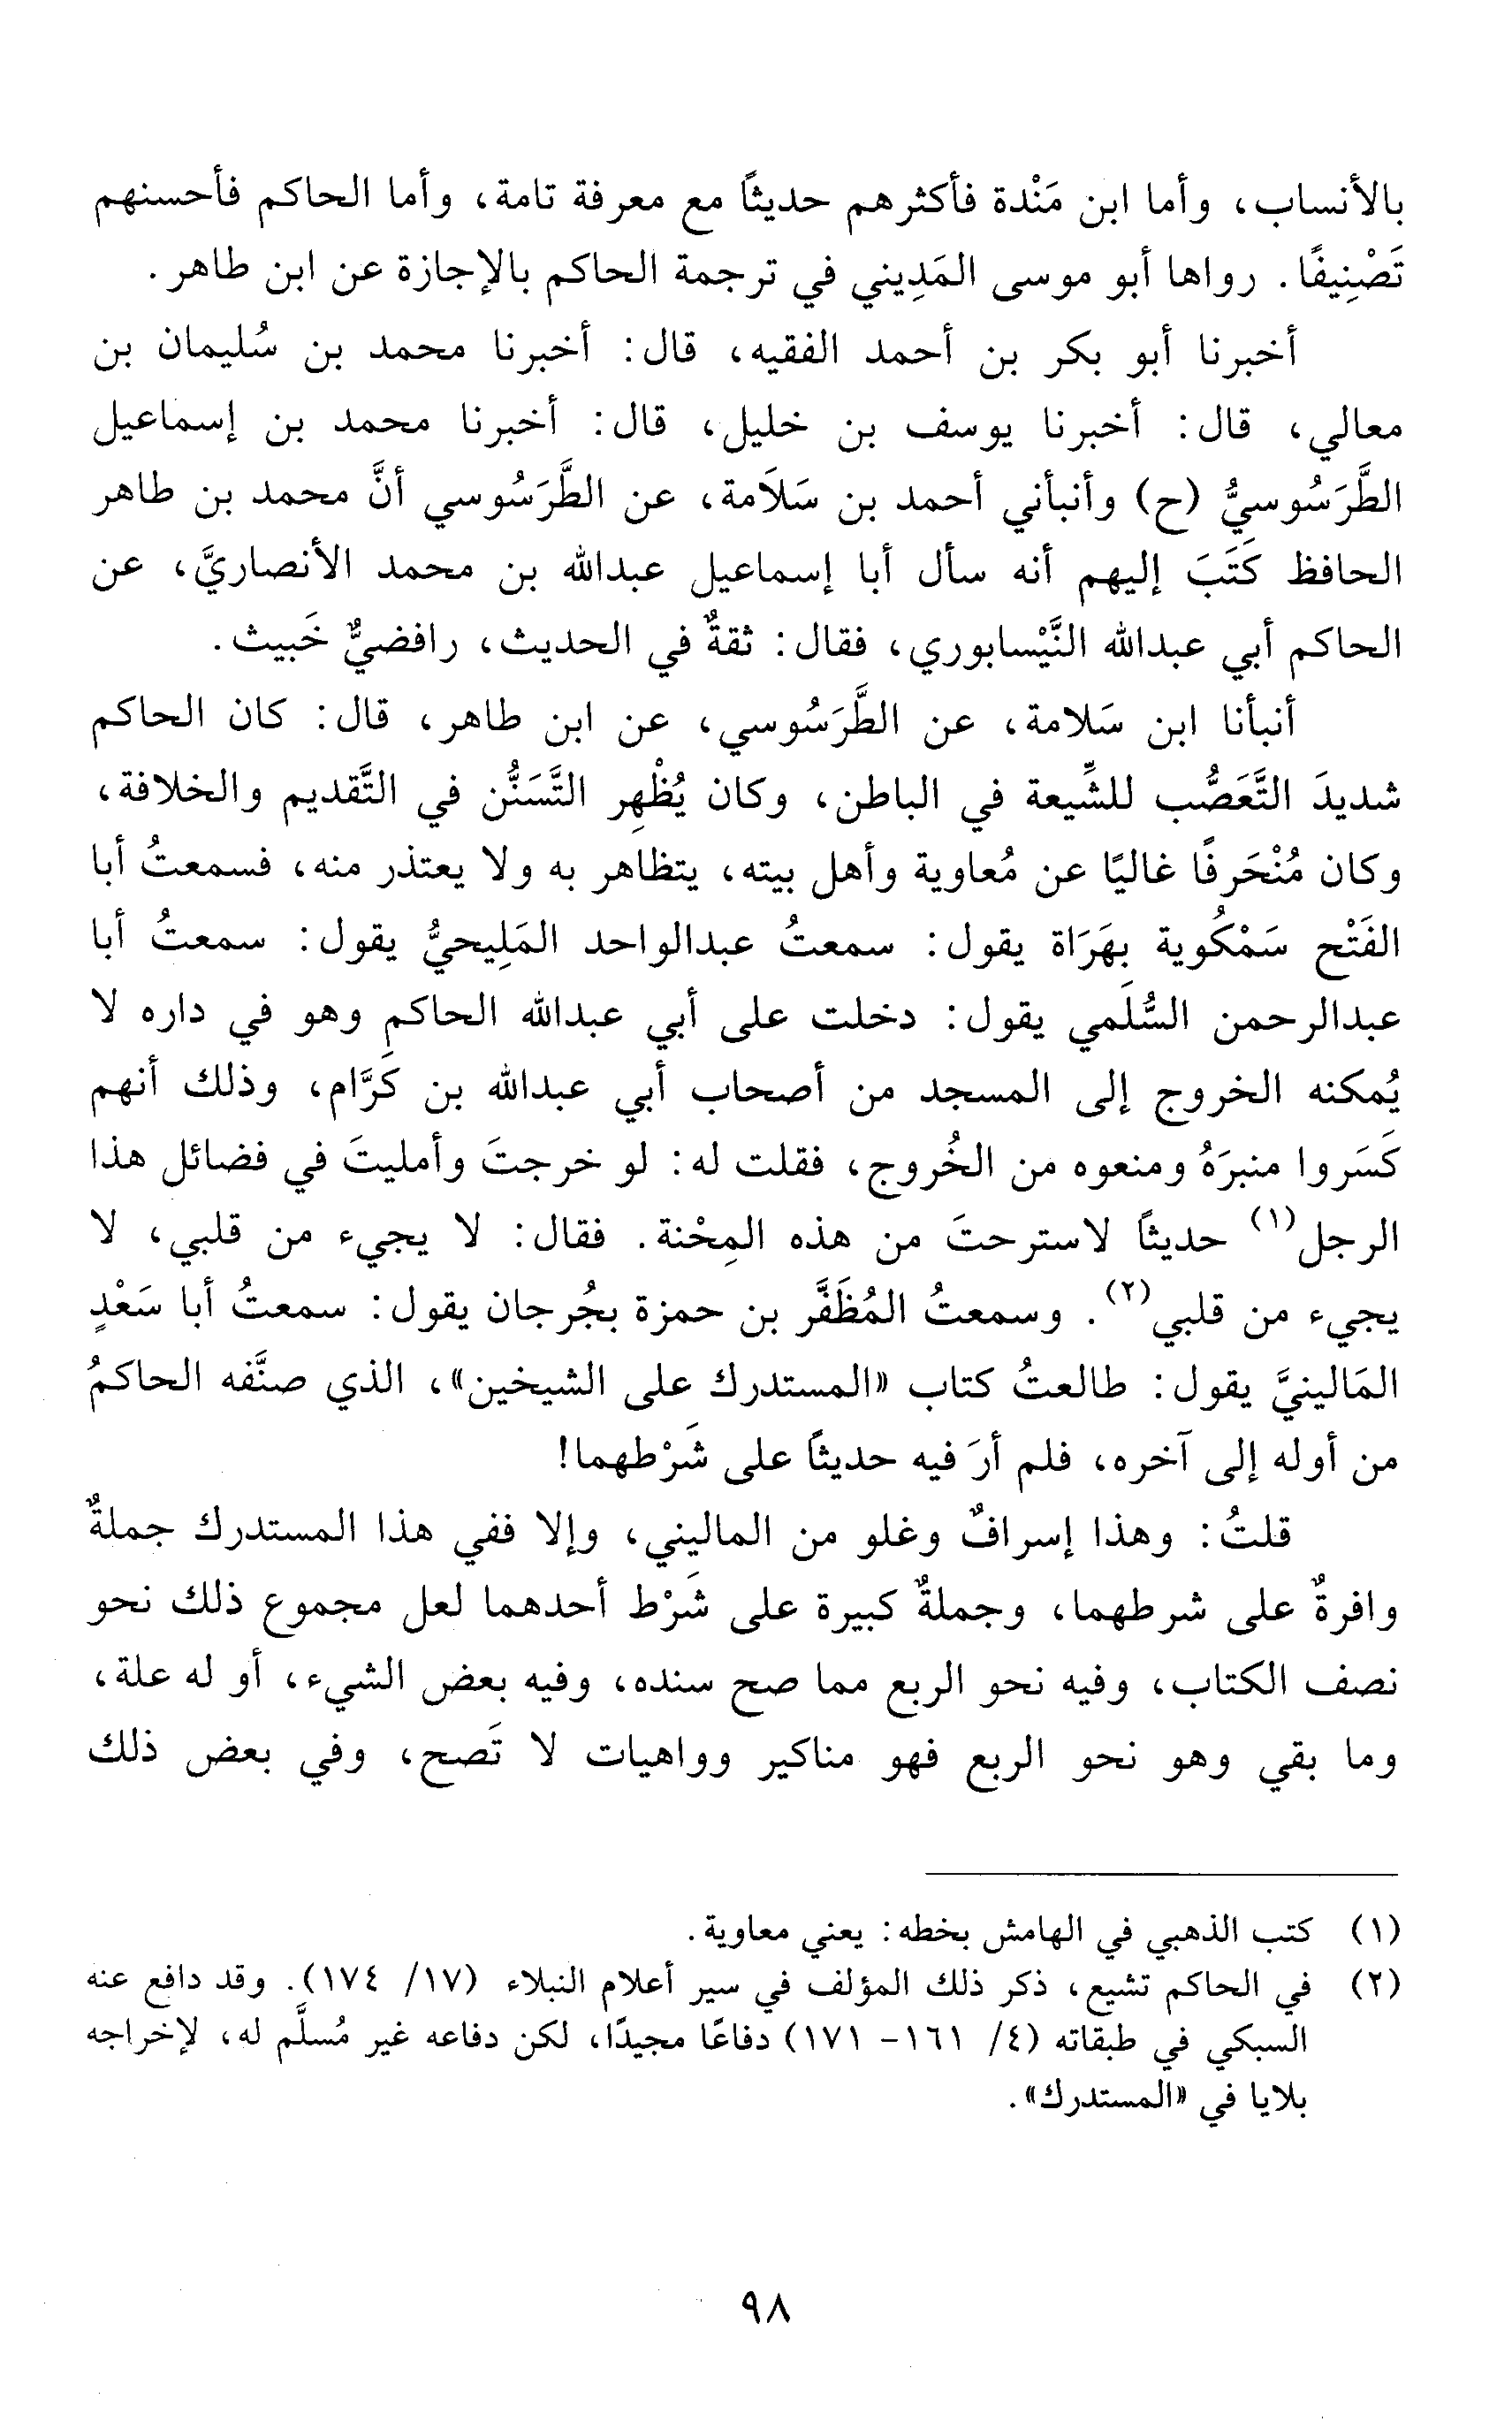 بالأنساب، وأما ابن مَنْدة فأكثرهم حديثًا مع معرفة تامة، وأما الحاكم فأحسنهم
تَصْنِيفًا. رواها أبو موسى المَدِيني في ترجمة الحاكم بالإجازة عن ابن طاهر.
أخبرنا أبو بكر بن أحمد الفقيه، قال: أخبرنا محمد بن سُليمان بن
معالي، قال: أخبرنا يوسف بن خليل، قال: أخبرنا محمد بن إسماعيل
الطَّرَسُوسيُّ (ح) وأنبأني أحمد بن سَلاَمة، عن الطَّرَسُوسي أنَّ محمد بن طاهر
الحافظ كَتَبَ إليهم أنه سأل أبا إسماعيل عبدالله بن محمد الأنصاريَّ، عن
الحاكم أبي عبدالله النَّيْسابوري، فقال: ثقةٌ في الحديث، رافضيٌّ خَبيث.
أنبأنا ابن سَلامة، عن الطَّرَسُوسي، عن ابن طاهر، قال: كان الحاكم
شديدَ التَّعَصُّب للشِّيعة في الباطن، وكان يُظْهِر التَّسَنُّن في التَّقديم والخلافة،
وكان مُنْحَرفًا غاليًا عن مُعاوية وأهل بيته، يتظاهر به ولا يعتذر منه، فسمعتُ أبا
الفَتْح سَمْكُوية بهَرَاة يقول: سمعتُ عبدالواحد المَلِيحيُّ يقول: سمعتُ أبا
عبدالرحمن السُّلَمي يقول: دخلت على أبي عبدالله الحاكم وهو في داره لا
يُمكنه الخروج إلى المسجد من أصحاب أبي عبدالله بن كَرَّام، وذلك أنهم
كَسَروا منبرَهُ ومنعوه من الخُروج، فقلت له: لو خرجتَ وأمليتَ في فضائل هذا
الرجل(١) حديثًا لاسترحتَ من هذه المِحْنة. فقال: لا يجيء من قلبي، لا
يجيء من قلبي(٢). وسمعتُ المُظَفَّر بن حمزة بجُرجان يقول: سمعتُ أبا سَعْدٍ
المَالينيَّ يقول: طالعتُ كتاب «المستدرك على الشيخين»، الذي صنَّفه الحاكمُ
من أوله إلى آخره، فلم أرَ فيه حديثًا على شَرْطهما!
قلتُ: وهذا إسرافٌ وغلو من الماليني، وإلا ففي هذا المستدرك جملةٌ
وافرةٌ على شرطهما، وجملةٌ كبيرة على شَرْط أحدهما لعل مجموع ذلك نحو
نصف الكتاب، وفيه نحو الربع مما صح سنده، وفيه بعض الشيء، أو له علة،
وما بقي وهو نحو الربع فهو مناكير وواهيات لا تَصح، وفي بعض ذلك
(١) كتب الذهبي في الهامش بخطه: يعني معاوية.
(٢) في الحاكم تشيع، ذكر ذلك المؤلف في سير أعلام النبلاء (١٧/ ١٧٤). وقد دافع عنه
السبكي في طبقاته (٤/ ١٦١- ١٧١) دفاعًا مجيدًا، لكن دفاعه غير مُسلَّم له، لإخراجه
بلايا في «المستدرك».
٩٨